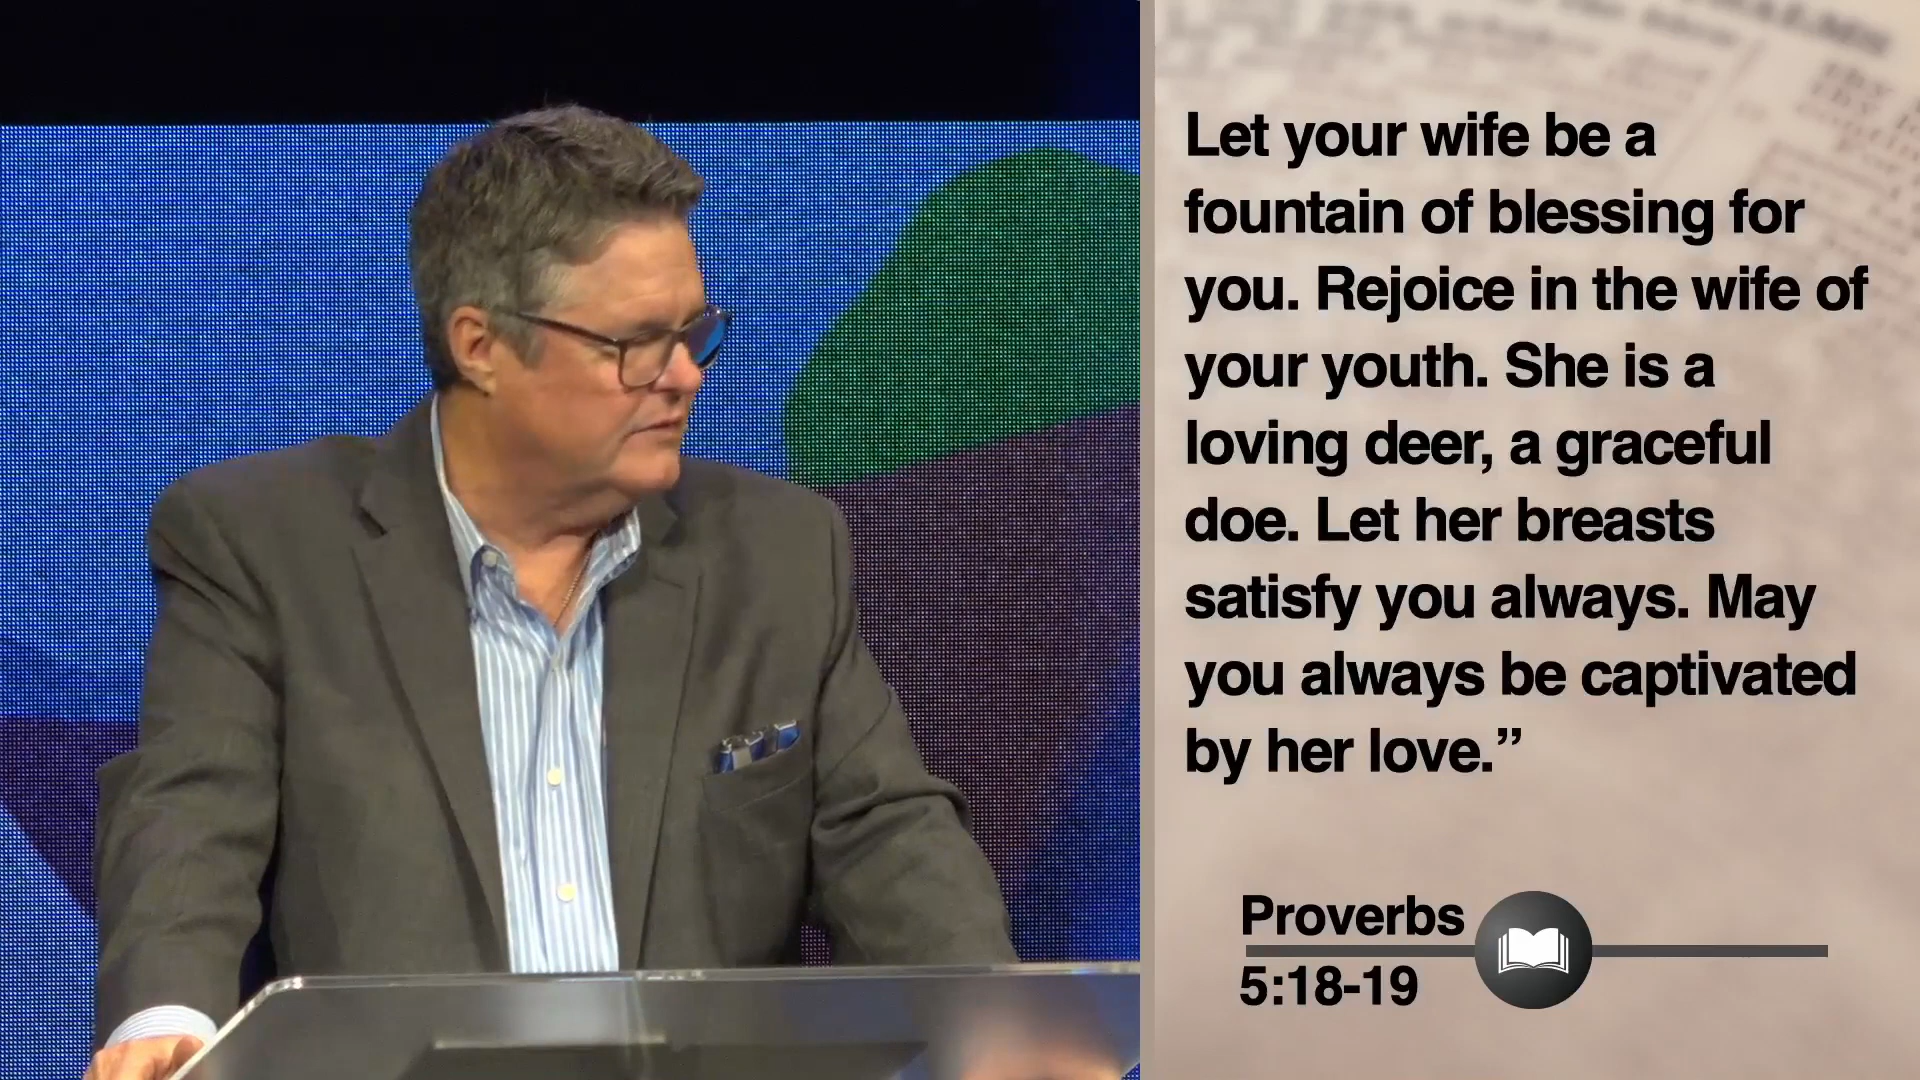 Let your wife be a
fountain of blessing for
you. Rejoice in the wife of
your youth. She is a
loving deer, a graceful
doe. Let her breasts
satisfy you always. May
you always be captivated
by her love.”
Proverbs
5:18-19